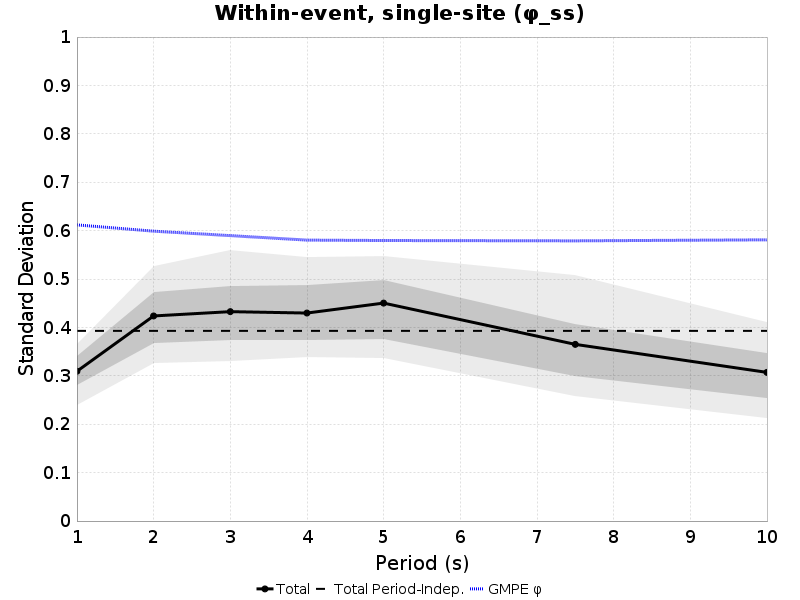 Within-event, single-site (φ_ss)
Standard Deviation
1
0.9
0.8
0.7
0.6
0.5
0.4
0.3
0.2
0.1
0
1 2 3 4 5 6 7 8 9 10
Period (s)
Total Total Period-Indep. GMPE φ